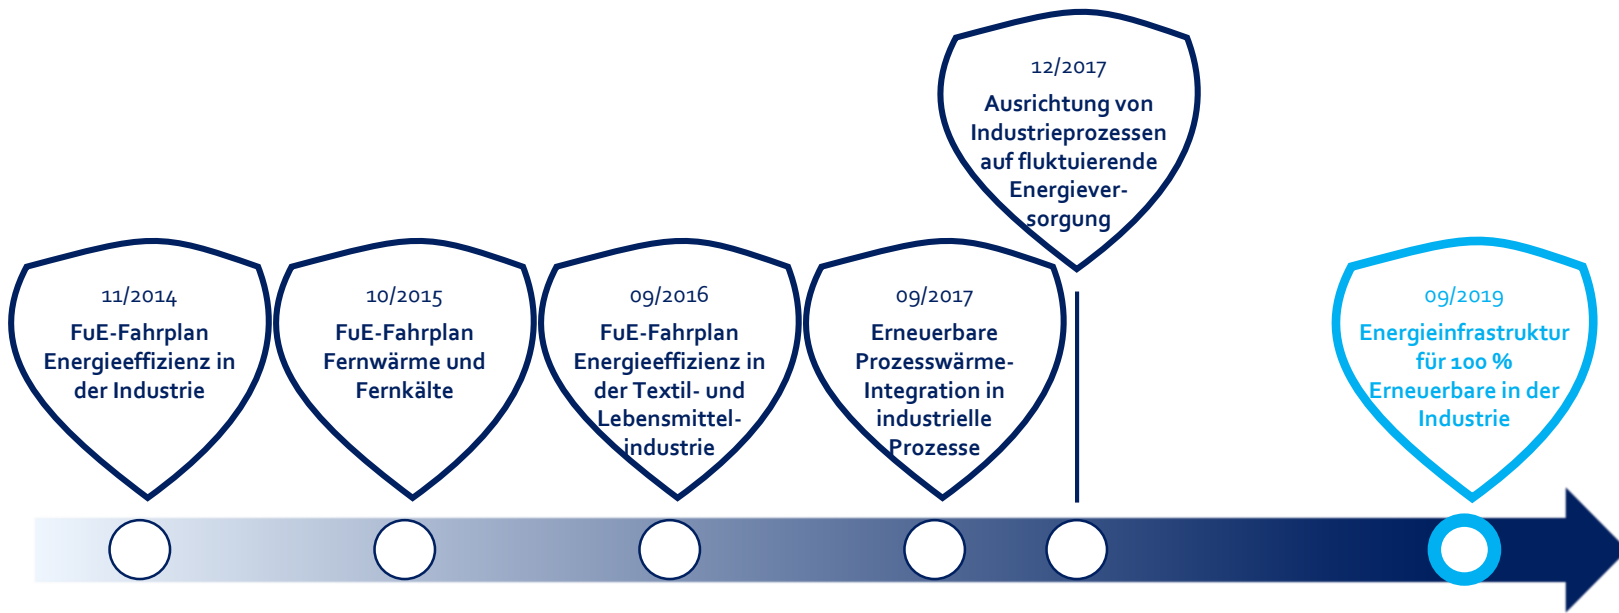 11/2014
FuE-Fahrplan
Energieeffizienz in
der Industrie
10/2015
FuE-Fahrplan
Fernwärme und
Fernkälte
09/2016
FuE-Fahrplan
Energieeffizienz in
der Textil- und
Lebensmittel-
industrie
09/2017
Erneuerbare
Prozesswärme-
Integration in
industrielle
Prozesse
12/2017
Ausrichtung von
Industrieprozessen
auf fluktuierende
Energiever-
sorgung
09/2019
Energieinfrastruktur
für 100 %
Erneuerbare in der
Industrie